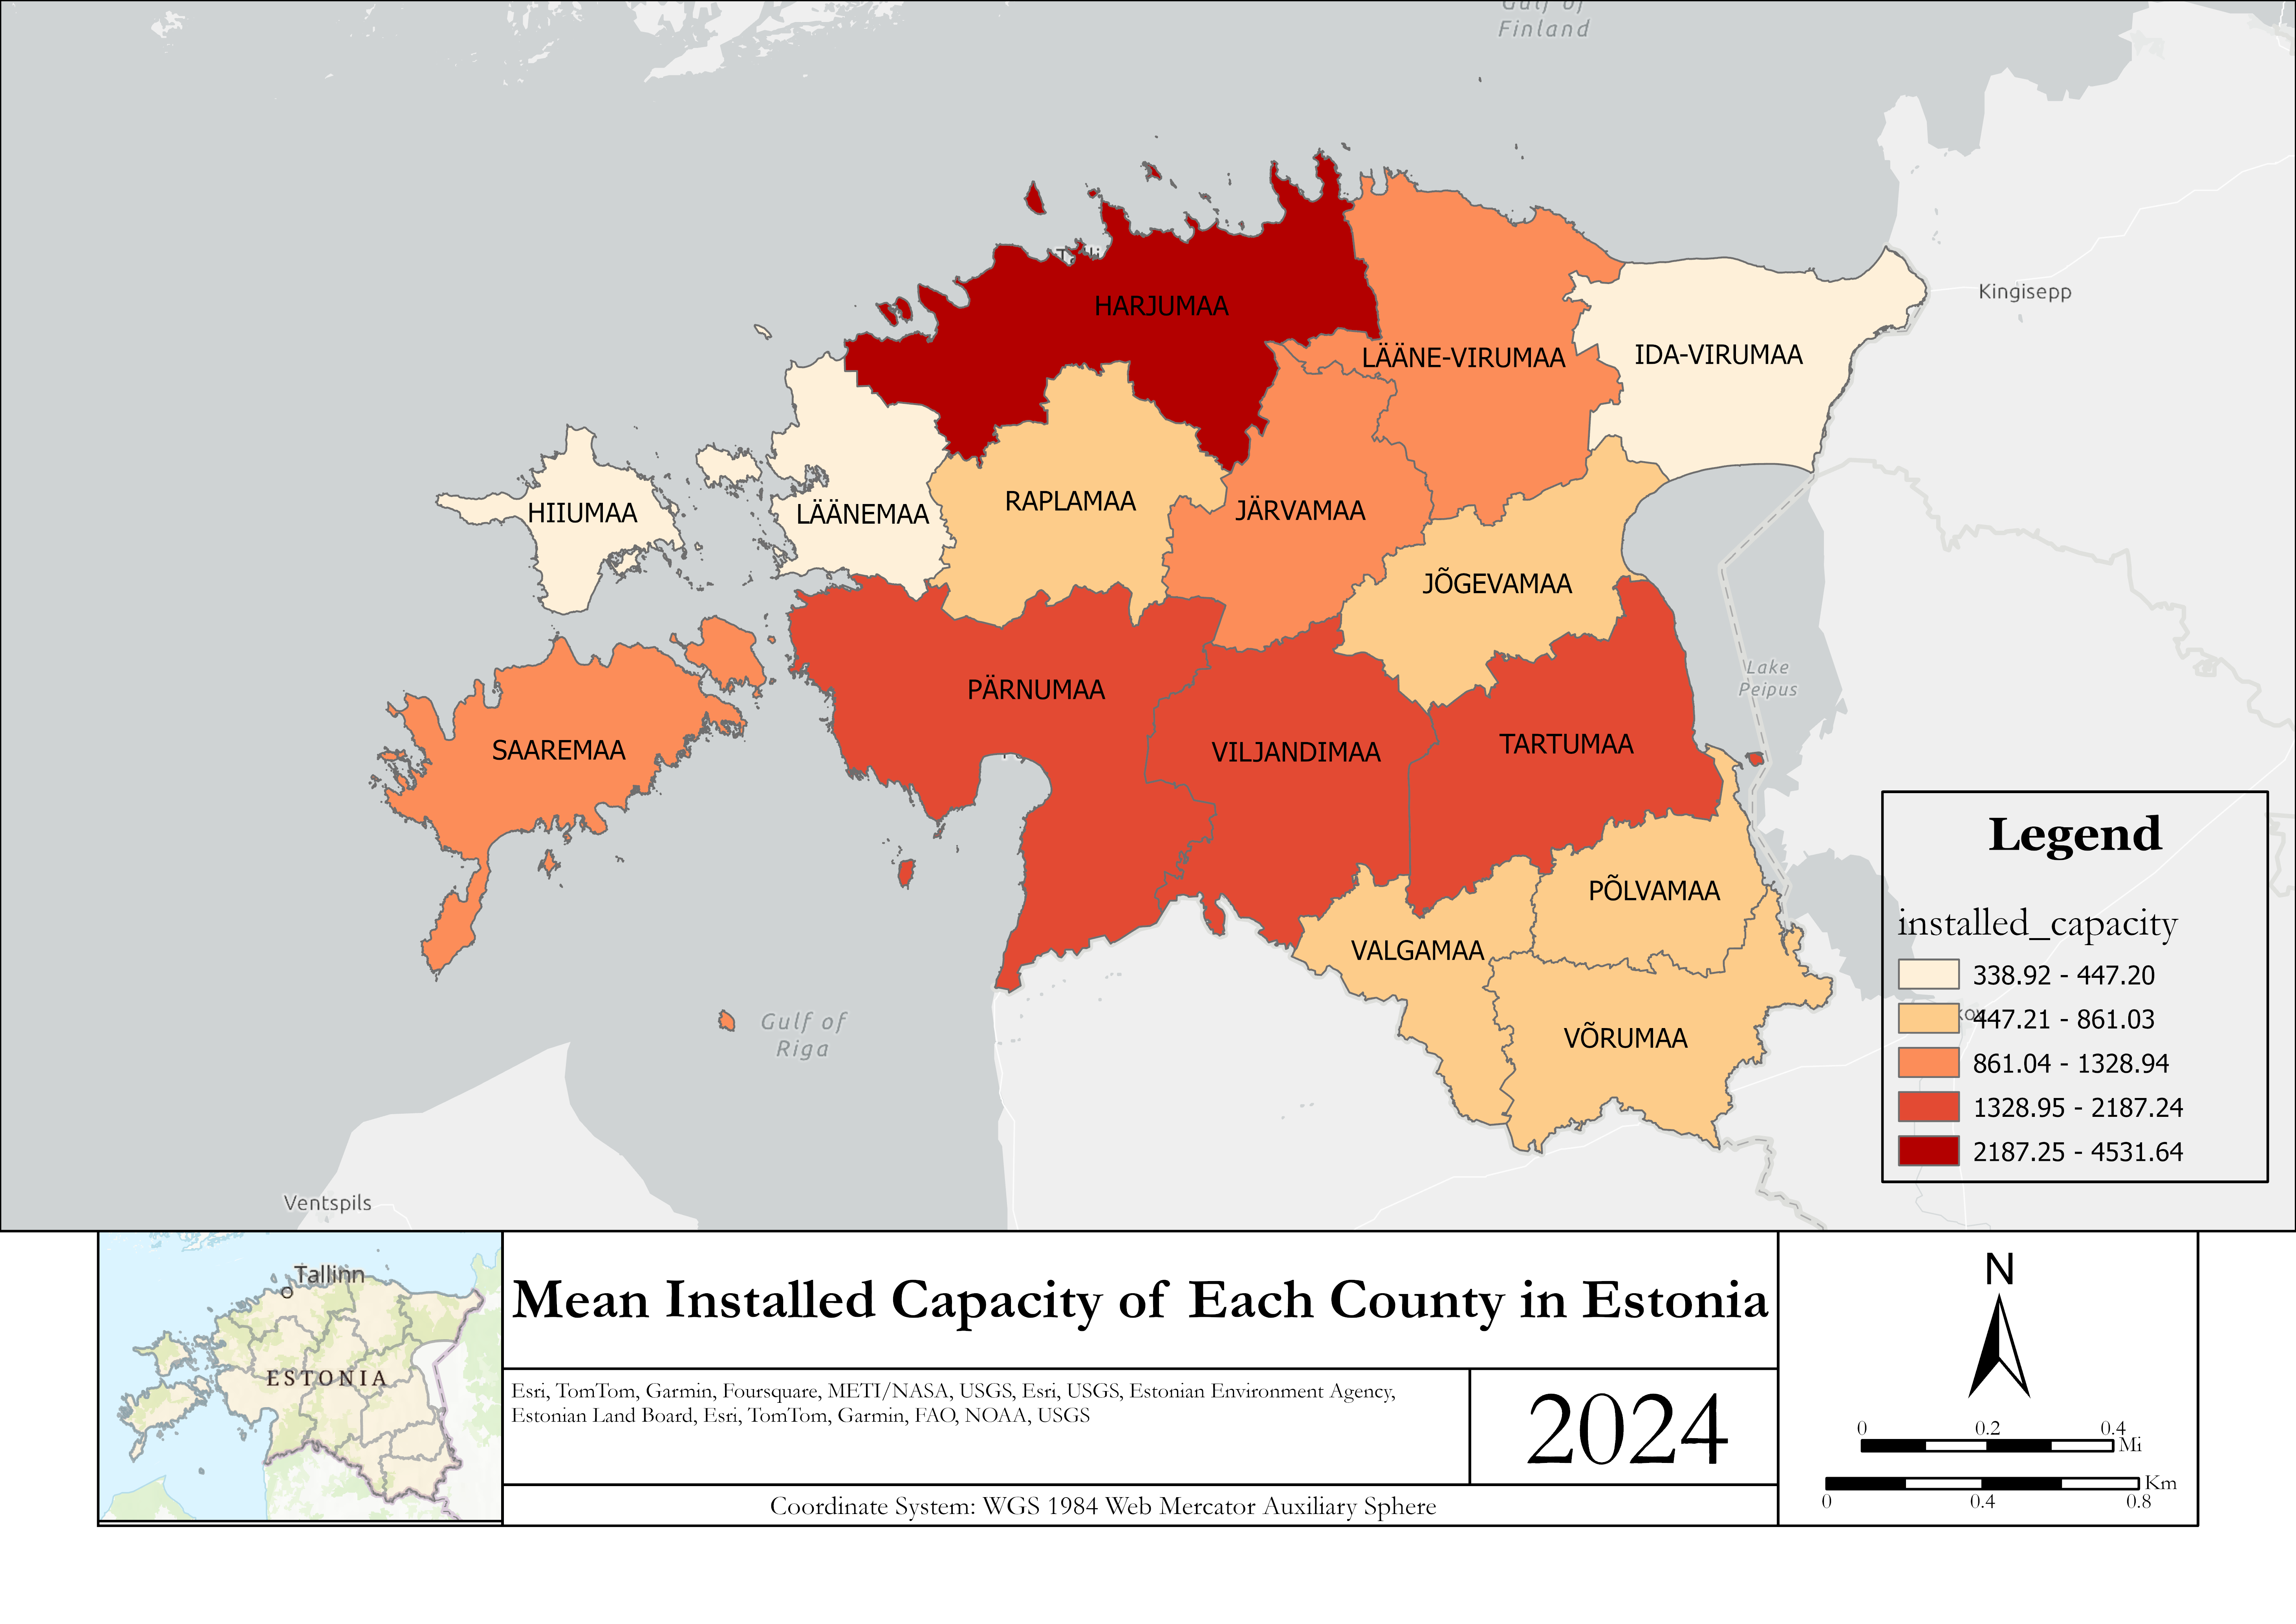 Gulf of
Finland
Kingisepp
HARJUMAA
LÄÄNE-VIRUMAA
IDA-VIRUMAA
HIIUMAA
LÄÄNEMAA
RAPLAMAA
JÄRVAMAA
JÕGEVAMAA
Lake
Peipus
PÄRNUMAA
SAAREMAA
VILJANDIMAA
TARTUMAA
PÕLVAMAA
VALGAMAA
VÕRUMAA
Gulf of
Riga
Ventspils
Legend
installed_capacity
338.92 - 447.20
447.21 - 861.03
861.04 - 1328.94
1328.95 - 2187.24
2187.25 - 4531.64
Tallinn
ESTONIA
Mean Installed Capacity of Each County in Estonia
Esri, TomTom, Garmin, Foursquare, METI/NASA, USGS, Esri, USGS, Estonian Environment Agency,
Estonian Land Board, Esri, TomTom, Garmin, FAO, NOAA, USGS
2024
Coordinate System: WGS 1984 Web Mercator Auxiliary Sphere
N
0 0.2 0.4
Mi
Km
0 0.4 0.8